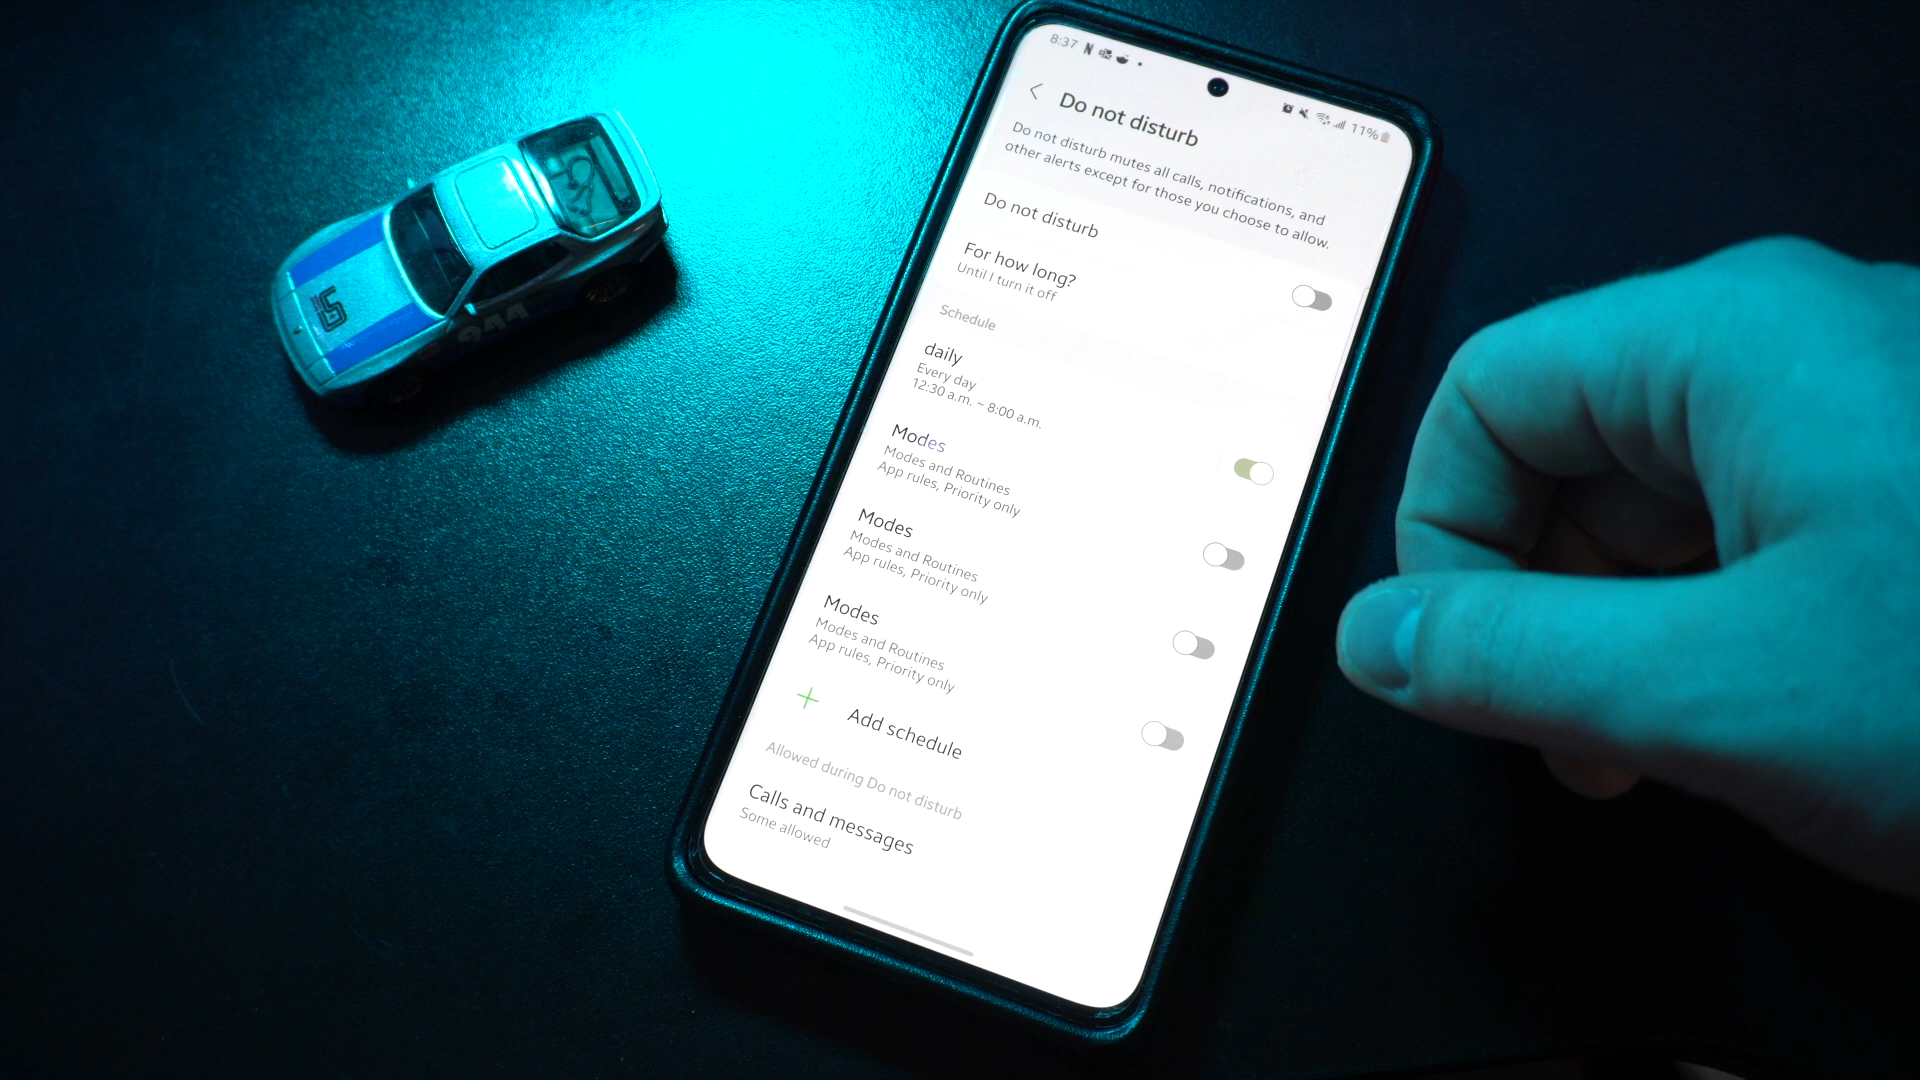 8:37
11%
Do not disturb
Do not disturb mutes all calls, notifications, and
other alerts except for those you choose to allow.
Do not disturb
For how long?
Until I turn it off
Schedule
daily
Every day
12:30 a.m. ~ 8:00 a.m.
Modes
Modes and Routines
App rules, Priority only
Modes
Modes and Routines
App rules, Priority only
Modes
Modes and Routines
App rules, Priority only
Add schedule
Allowed during Do not disturb
Calls and messages
Some allowed
944